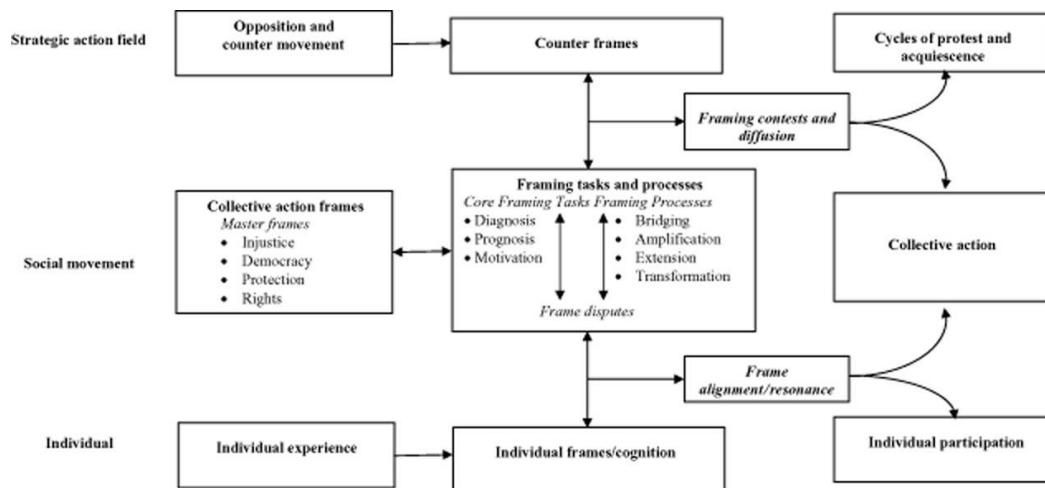 Strategic action field
Opposition and
counter movement
Counter frames
Cycles of protest and
acquiescence
Framing contests and
diffusion
Social movement
Collective action frames
Master frames
• Injustice
• Democracy
• Protection
• Rights
Framing tasks and processes
Core Framing Tasks Framing Processes
• Diagnosis
• Prognosis
• Motivation
• Bridging
• Amplification
• Extension
• Transformation
Frame disputes
Collective action
Frame
alignment/resonance
Individual
Individual experience
Individual frames/cognition
Individual participation